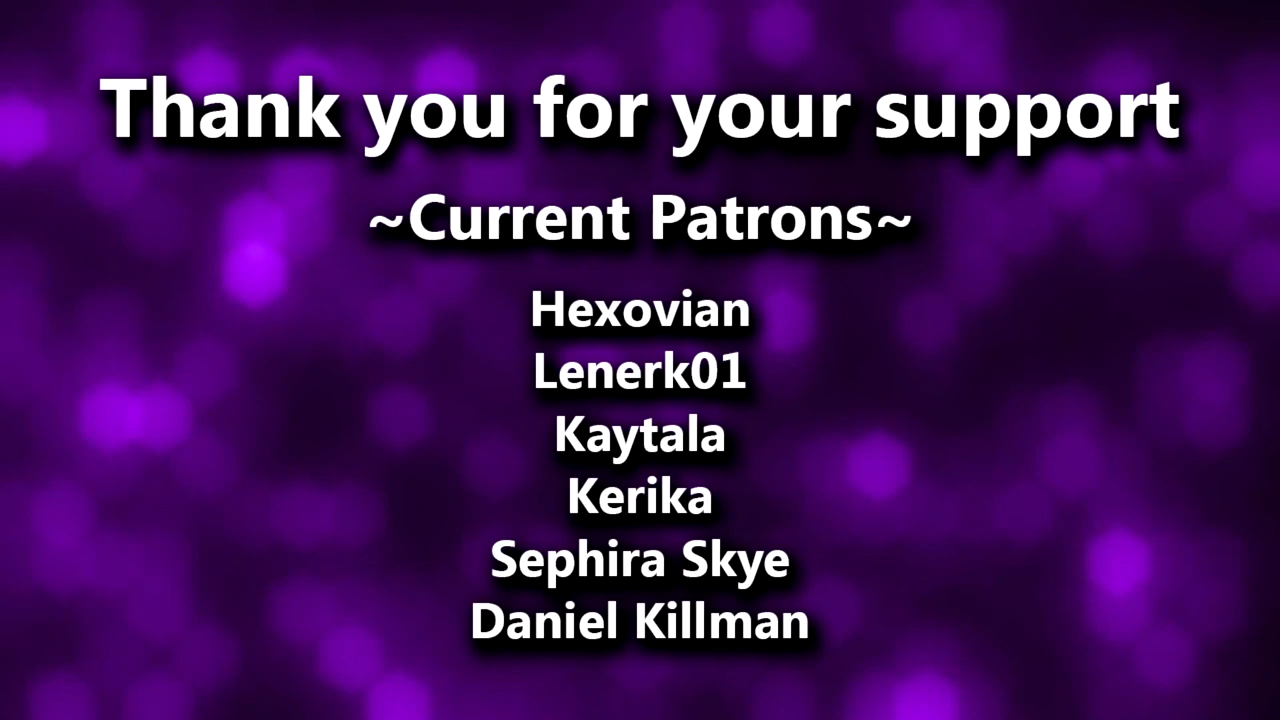 Thank you for your support
~Current Patrons~
Hexovian
Lenerk01
Kaytala
Kerika
Sephira Skye
Daniel Killman